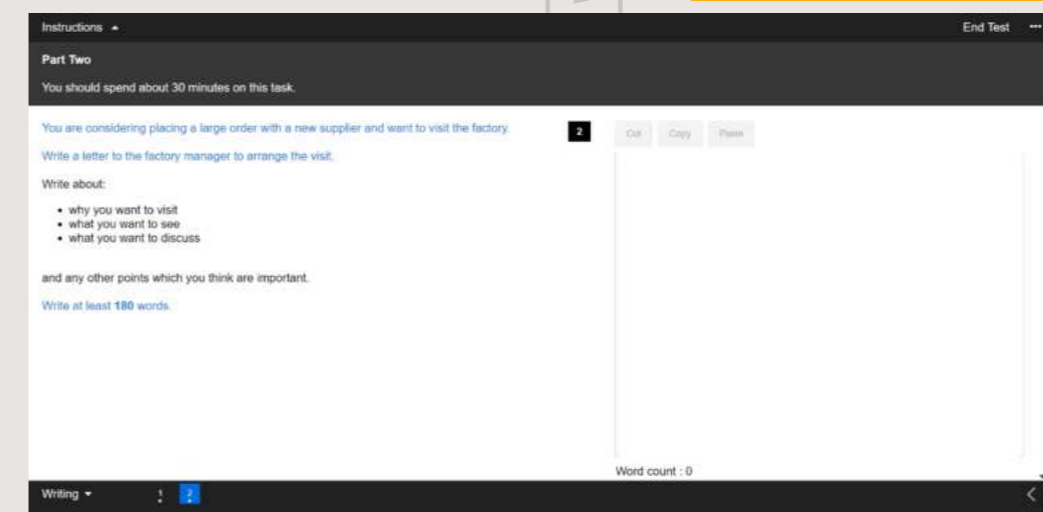 Instructions
End Test
Part Two
You should spend about 30 minutes on this task.
You are considering placing a large order with a new supplier and want to visit the factory.
Write a letter to the factory manager to arrange the visit.
Write about:
• why you want to visit
• what you want to see
• what you want to discuss
and any other points which you think are important.
Write at least 180 words.
2
Cut Copy Paste
Word count : 0
Writing 1 2